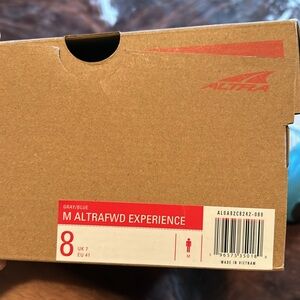 ALTRA
GRAY/BLUE
M ALTRAFWD EXPERIENCE
8
UK 7
EU 41
M
MADE IN VIETNAM